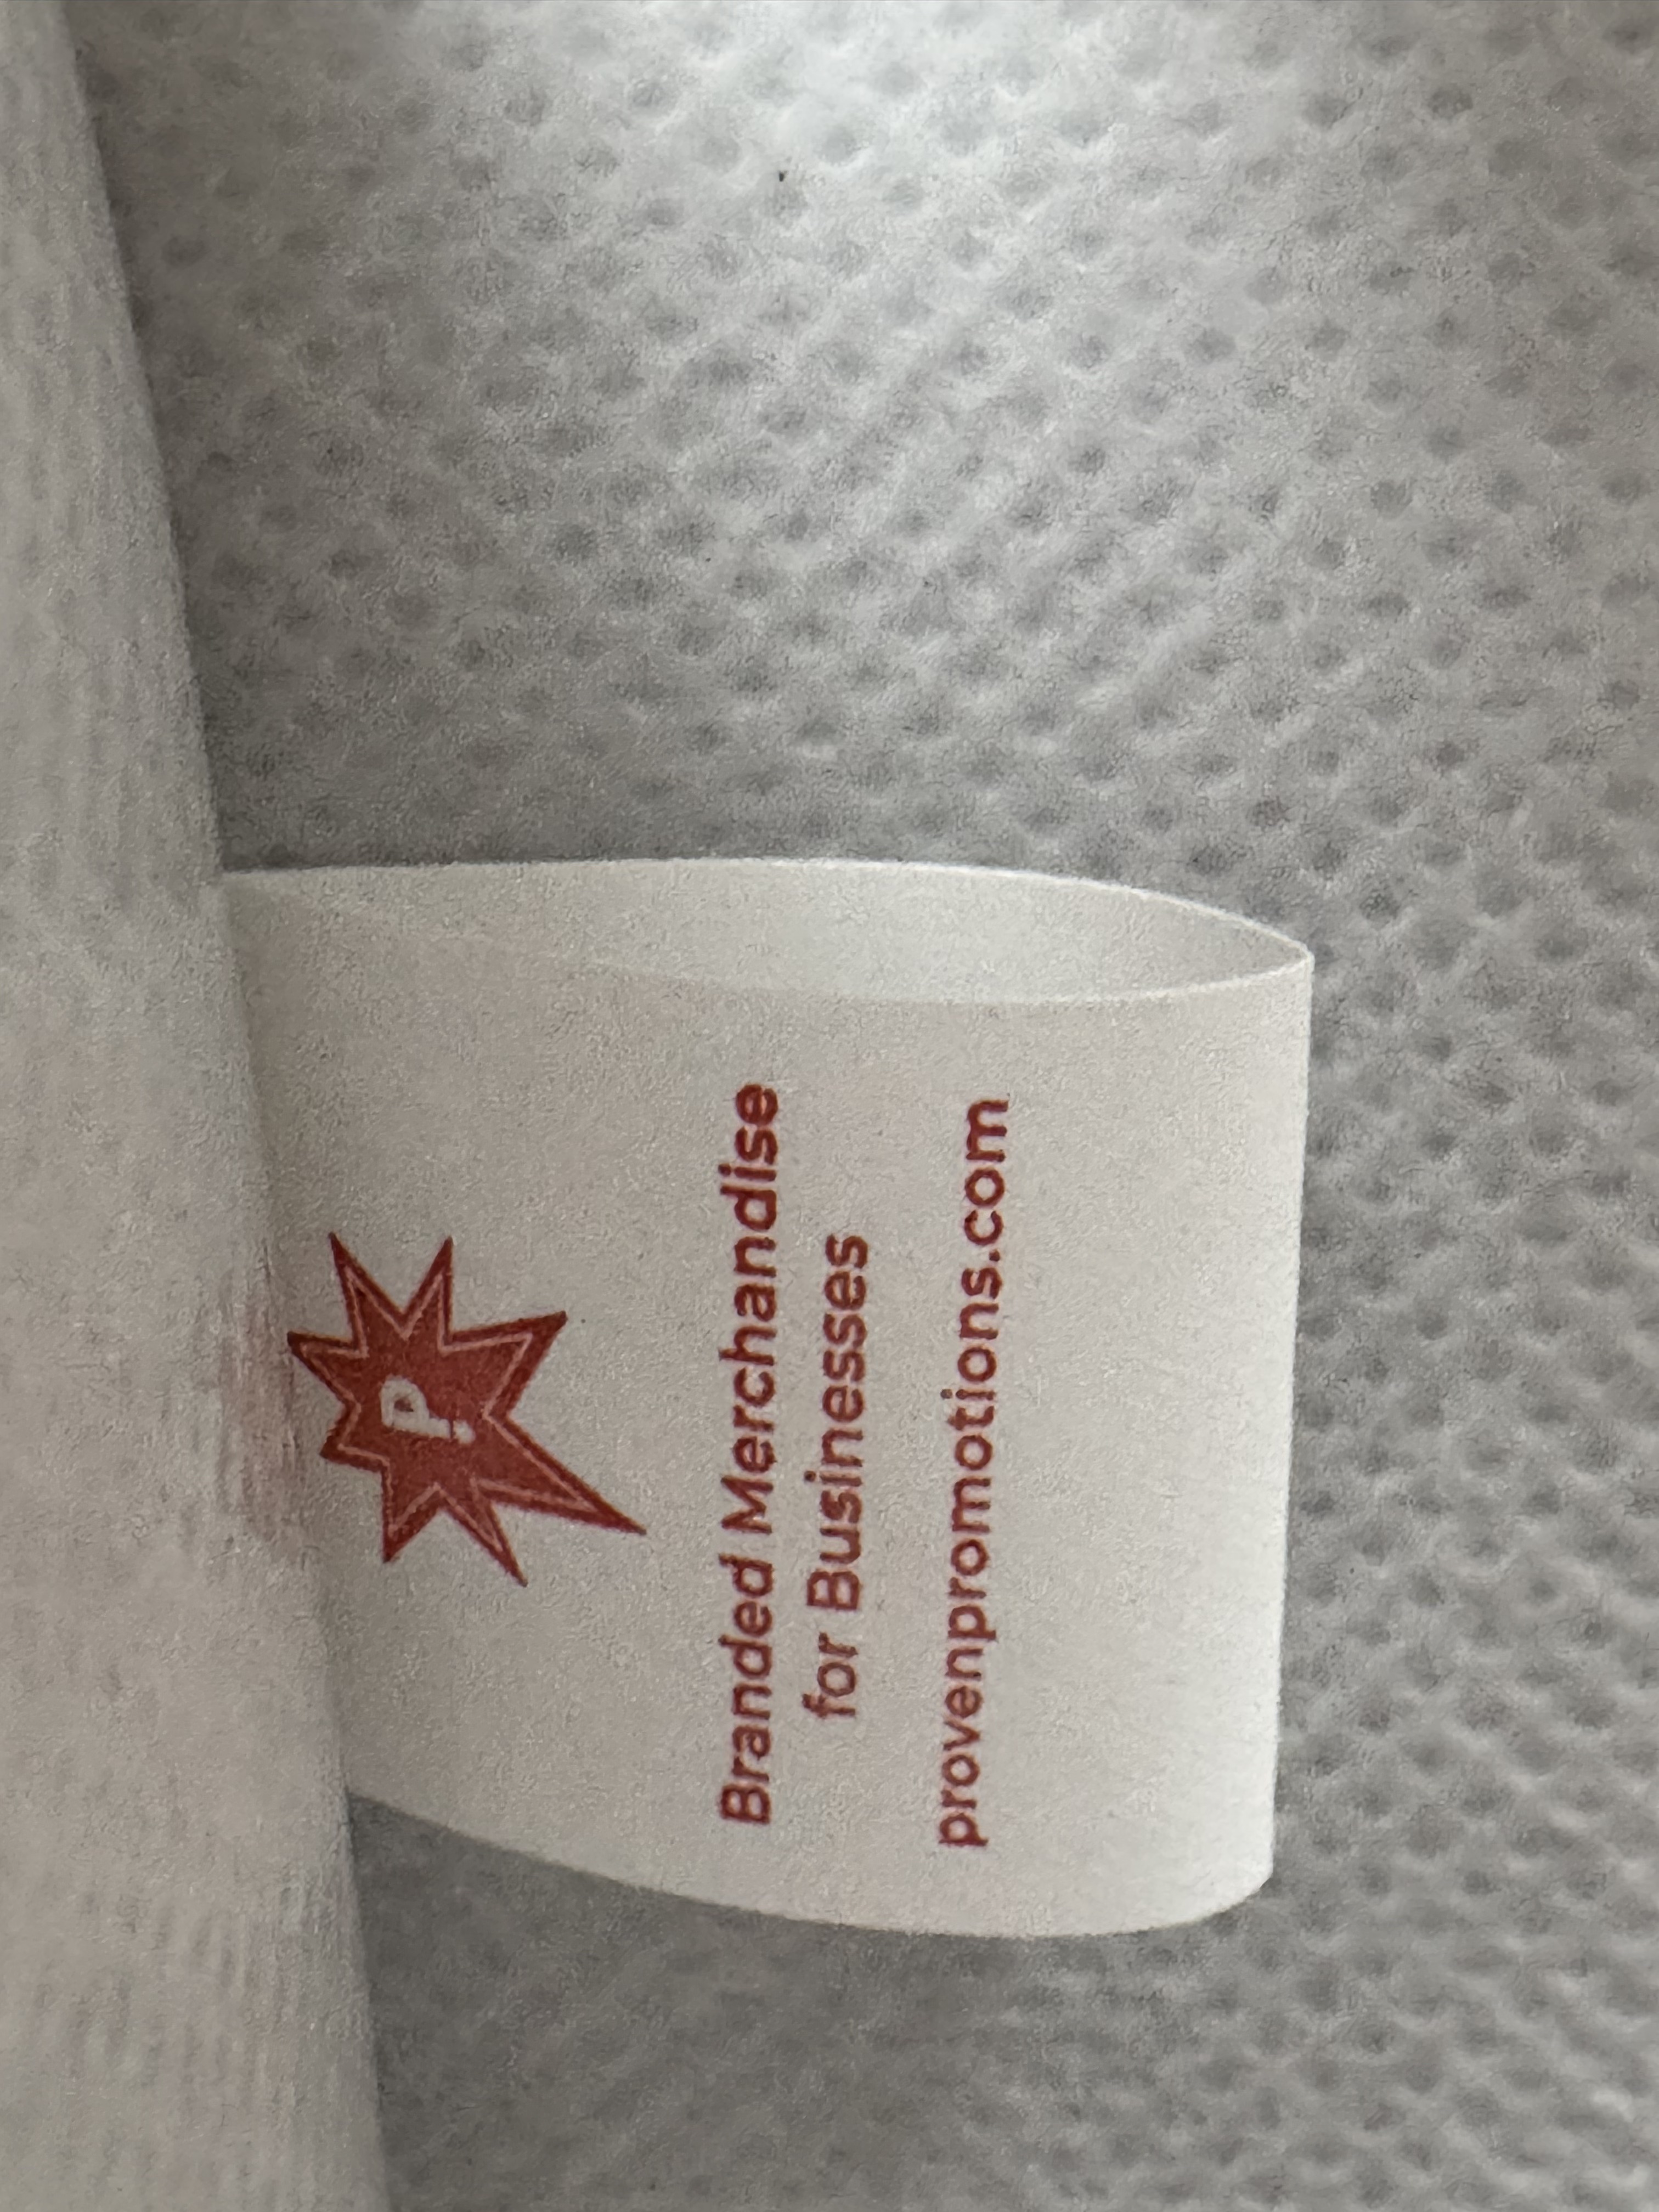 P!
Branded Merchandise
for Businesses
provenpromotions.com